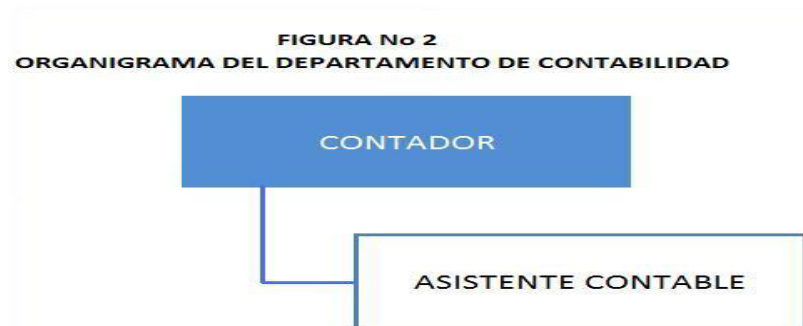 FIGURA No 2
ORGANIGRAMA DEL DEPARTAMENTO DE CONTABILIDAD
CONTADOR
ASISTENTE CONTABLE